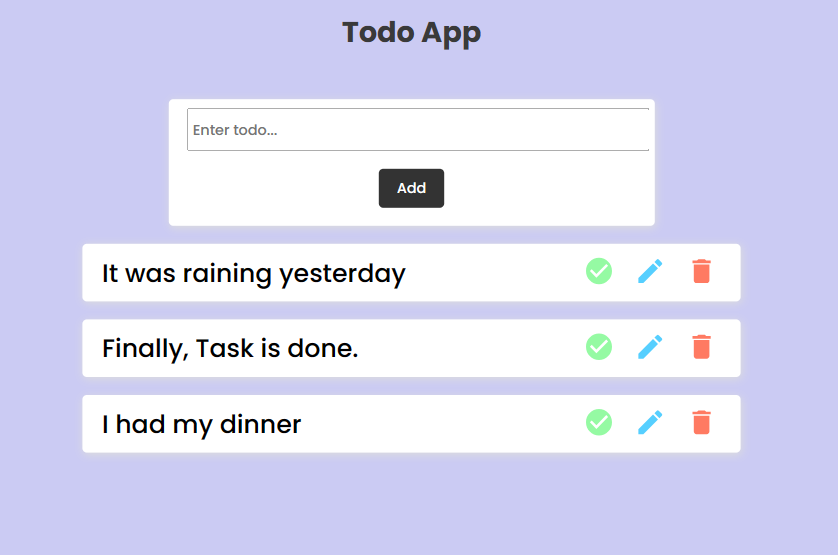 Todo App
Enter todo...
Add
It was raining yesterday
Finally, Task is done.
I had my dinner